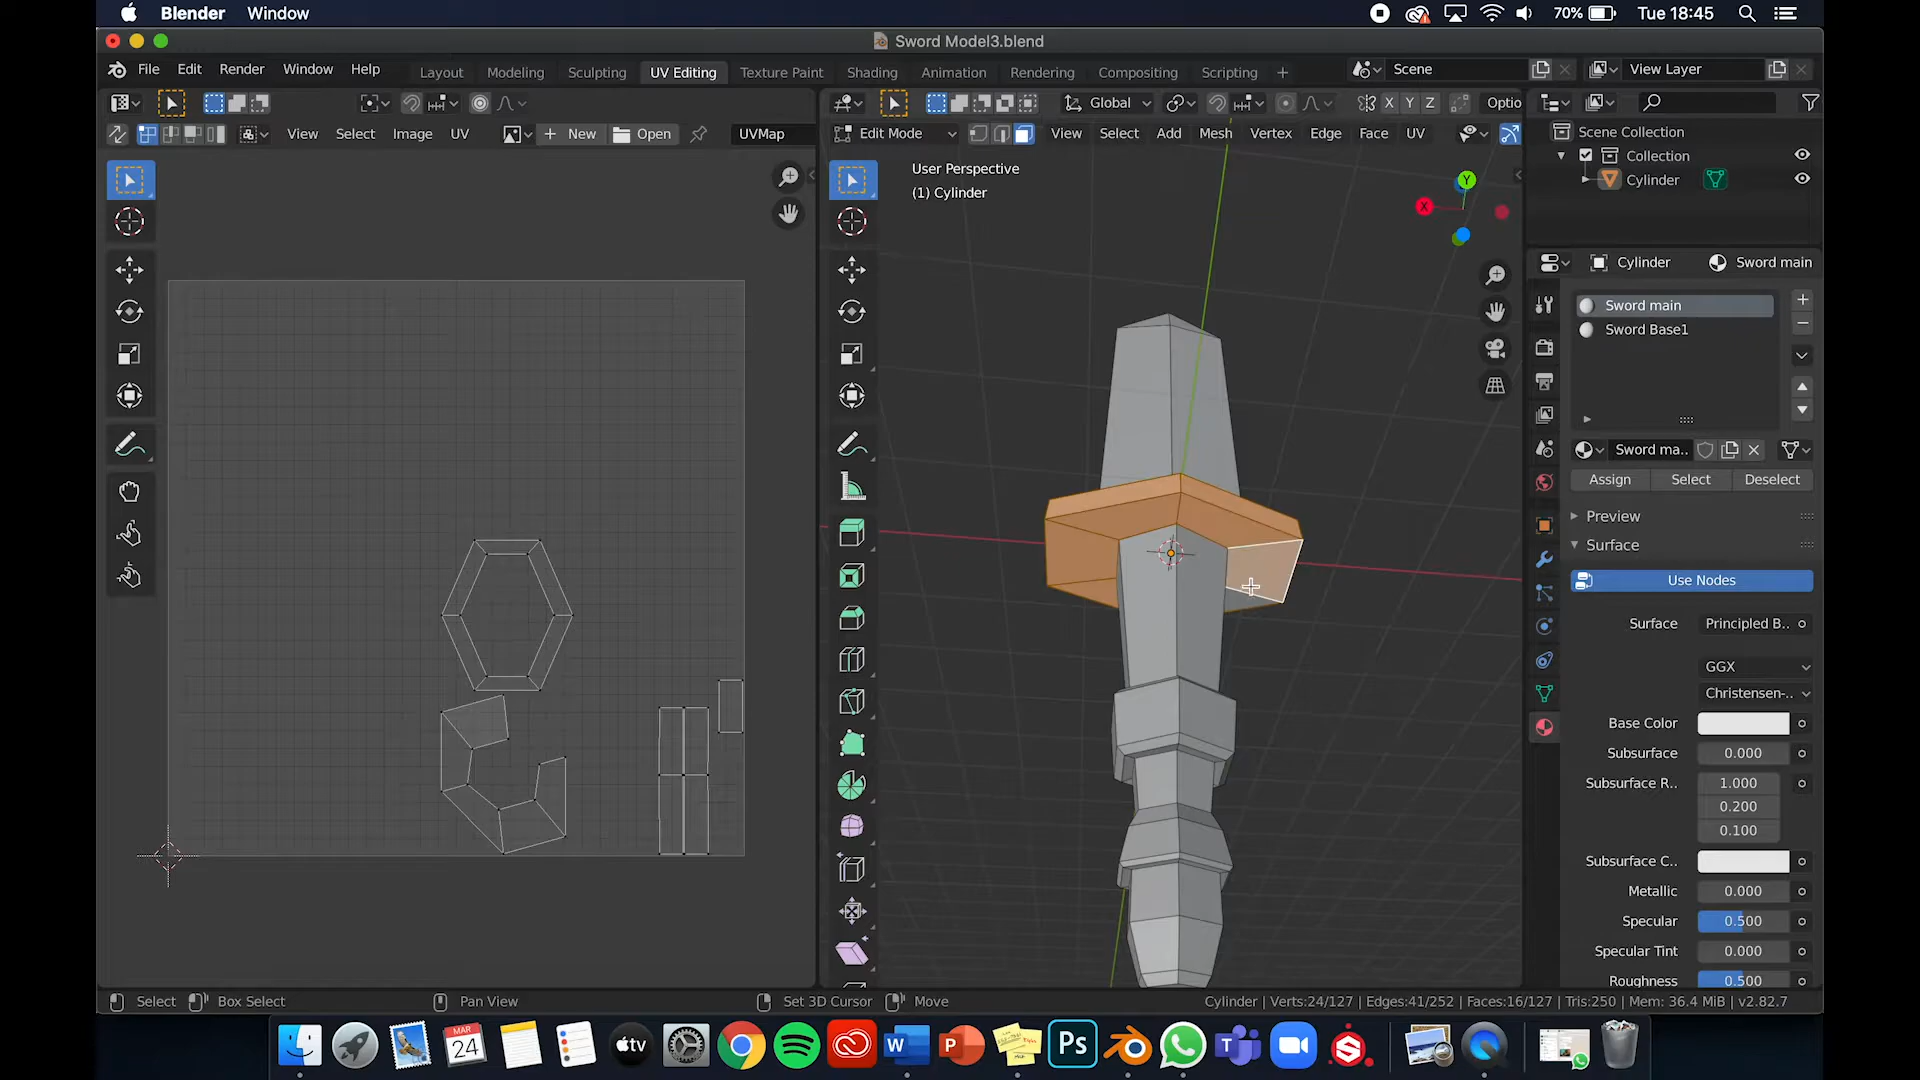 Blender Window 70% Tue 18:45
Sword Model3.blend
File Edit Render Window Help Layout Modeling Sculpting UV Editing Texture Paint Shading Animation Rendering Compositing Scripting + Scene View Layer
Global X Y Z Optio
View Select Image UV + New Open UVMap Edit Mode View Select Add Mesh Vertex Edge Face UV
Scene Collection
Collection
Cylinder
User Perspective
(1) Cylinder
Y
X
Cylinder Sword main
Sword main
Sword Base1
Sword ma..
Assign Select Deselect
Preview
Surface
Use Nodes
Surface Principled B..
GGX
Christensen-..
Base Color
Subsurface 0.000
Subsurface R.. 1.000
0.200
0.100
Subsurface C..
Metallic 0.000
Specular 0.500
Specular Tint 0.000
Roughness 0.500
Select Box Select Pan View Set 3D Cursor Move Cylinder | Verts:24/127 | Edges:41/252 | Faces:16/127 | Tris:250 | Mem: 36.4 MiB | v2.82.7
MAR
24
tv
W
P
Ps
T
S